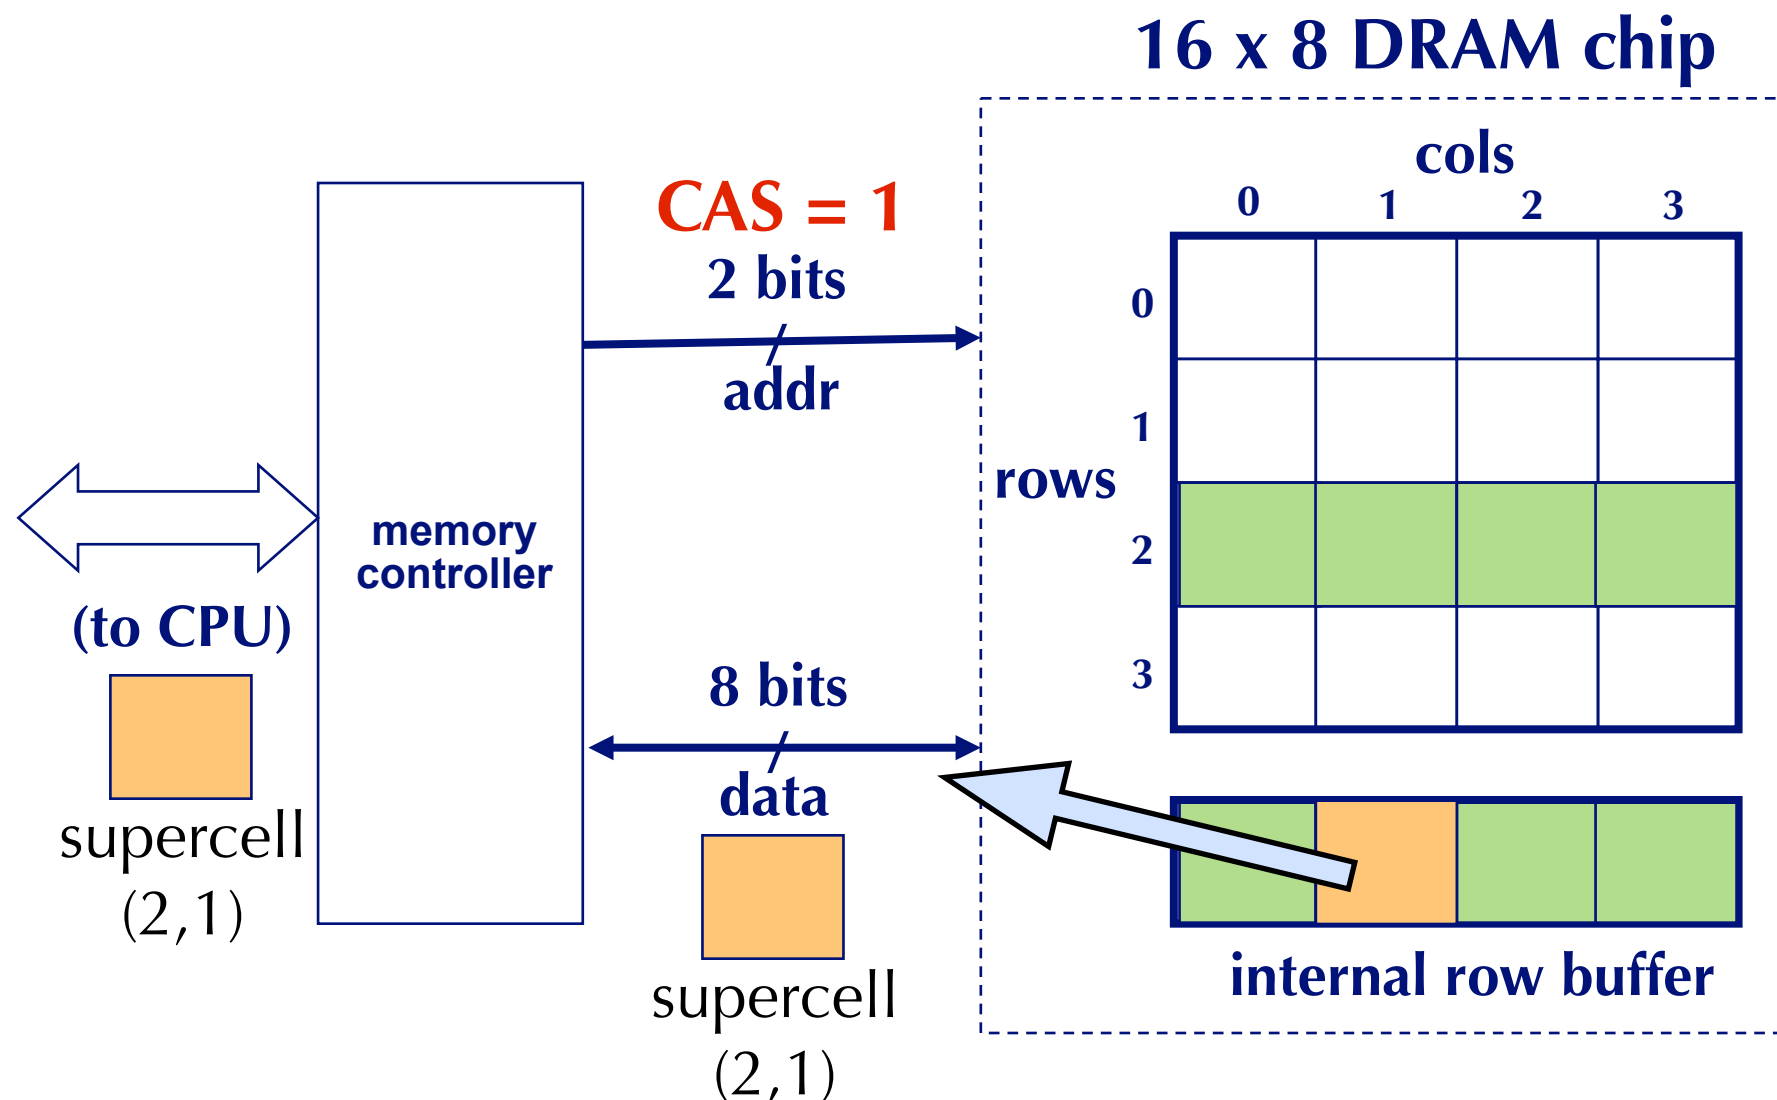 16 x 8 DRAM chip
cols
0 1 2 3
CAS = 1
2 bits
addr
0
1
rows
2
3
memory
controller
(to CPU)
supercell
(2,1)
8 bits
data
supercell
(2,1)
internal row buffer